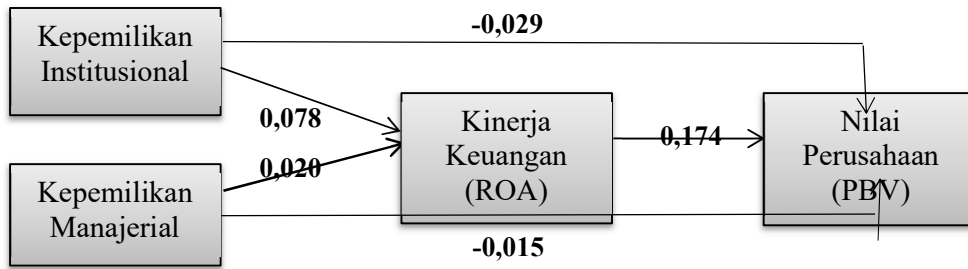 -0,029
Kepemilikan
Institusional
0,078
Kinerja
Keuangan
(ROA)
0,174
Nilai
Perusahaan
(PBV)
0,020
Kepemilikan
Manajerial
-0,015